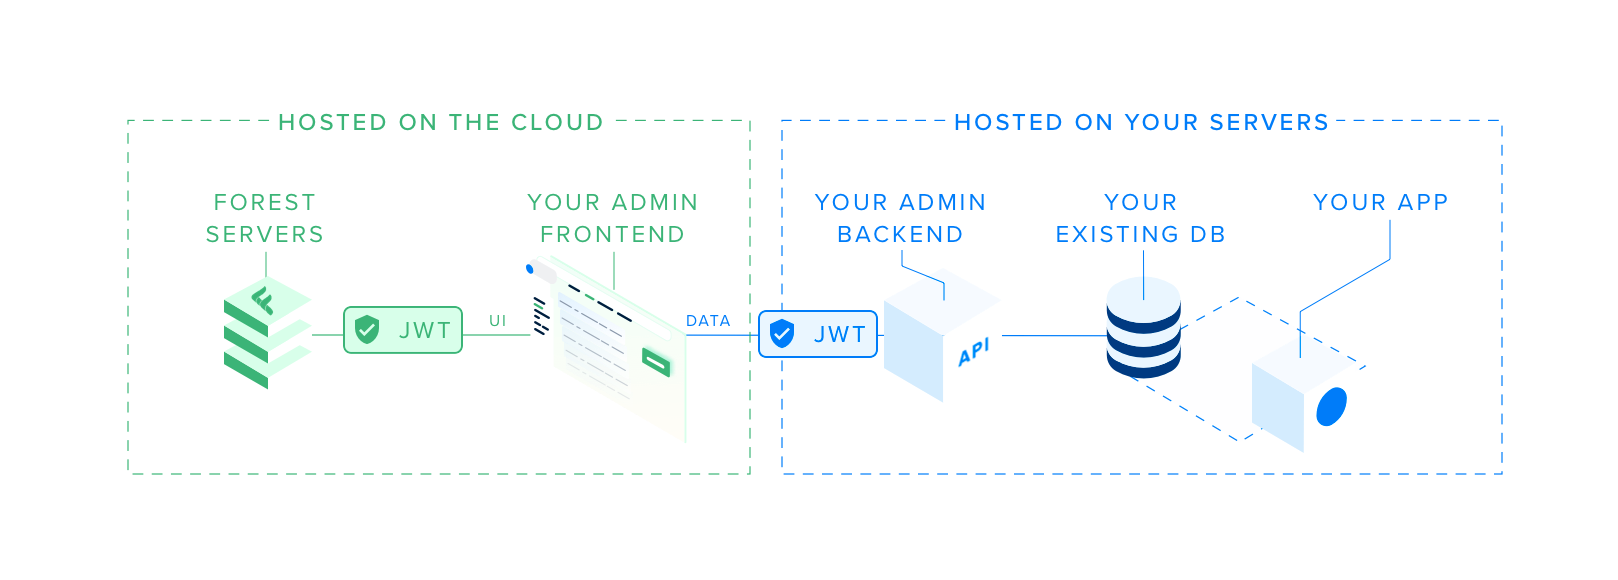 HOSTED ON THE CLOUD
HOSTED ON YOUR SERVERS
FOREST
SERVERS
YOUR ADMIN
FRONTEND
YOUR ADMIN
BACKEND
YOUR
EXISTING DB
YOUR APP
JWT
UI
DATA
JWT
API